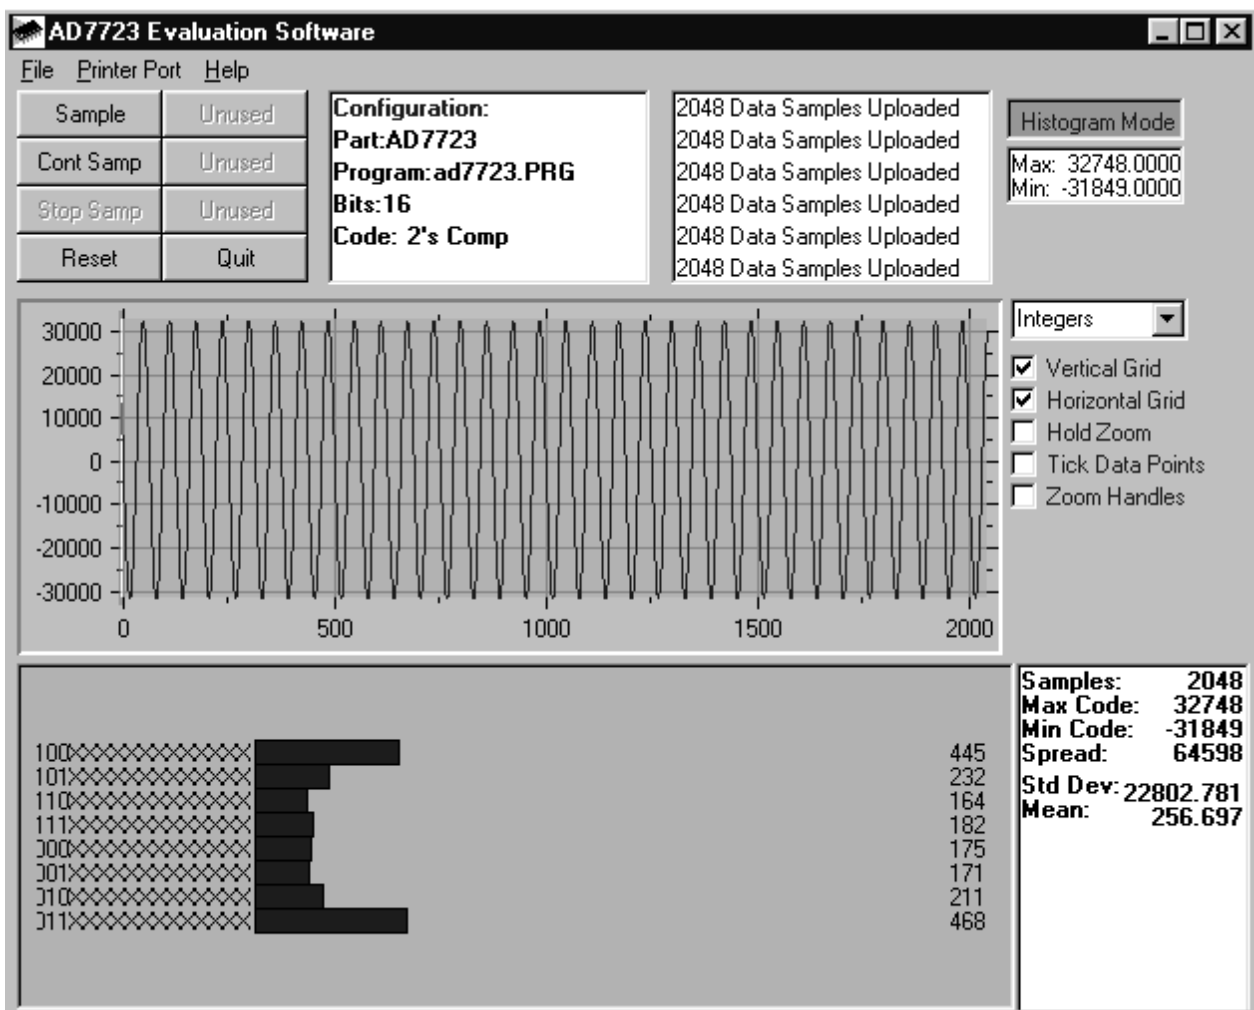 AD7723 Evaluation Software
File Printer Port Help
Sample Unused
Cont Samp Unused
Stop Samp Unused
Reset Quit
Configuration:
Part:AD7723
Program:ad7723.PRG
Bits:16
Code: 2's Comp
2048 Data Samples Uploaded
2048 Data Samples Uploaded
2048 Data Samples Uploaded
2048 Data Samples Uploaded
2048 Data Samples Uploaded
2048 Data Samples Uploaded
Histogram Mode
Max: 32748.0000
Min: -31849.0000
30000
20000
10000
0
-10000
-20000
-30000
0 500 1000 1500 2000
Integers
Vertical Grid
Horizontal Grid
Hold Zoom
Tick Data Points
Zoom Handles
100XXXXXXXXXXXXX 445
101XXXXXXXXXXXXX 232
110XXXXXXXXXXXXX 164
111XXXXXXXXXXXXX 182
000XXXXXXXXXXXXX 175
001XXXXXXXXXXXXX 171
010XXXXXXXXXXXXX 211
011XXXXXXXXXXXXX 468
Samples: 2048
Max Code: 32748
Min Code: -31849
Spread: 64598
Std Dev: 22802.781
Mean: 256.697